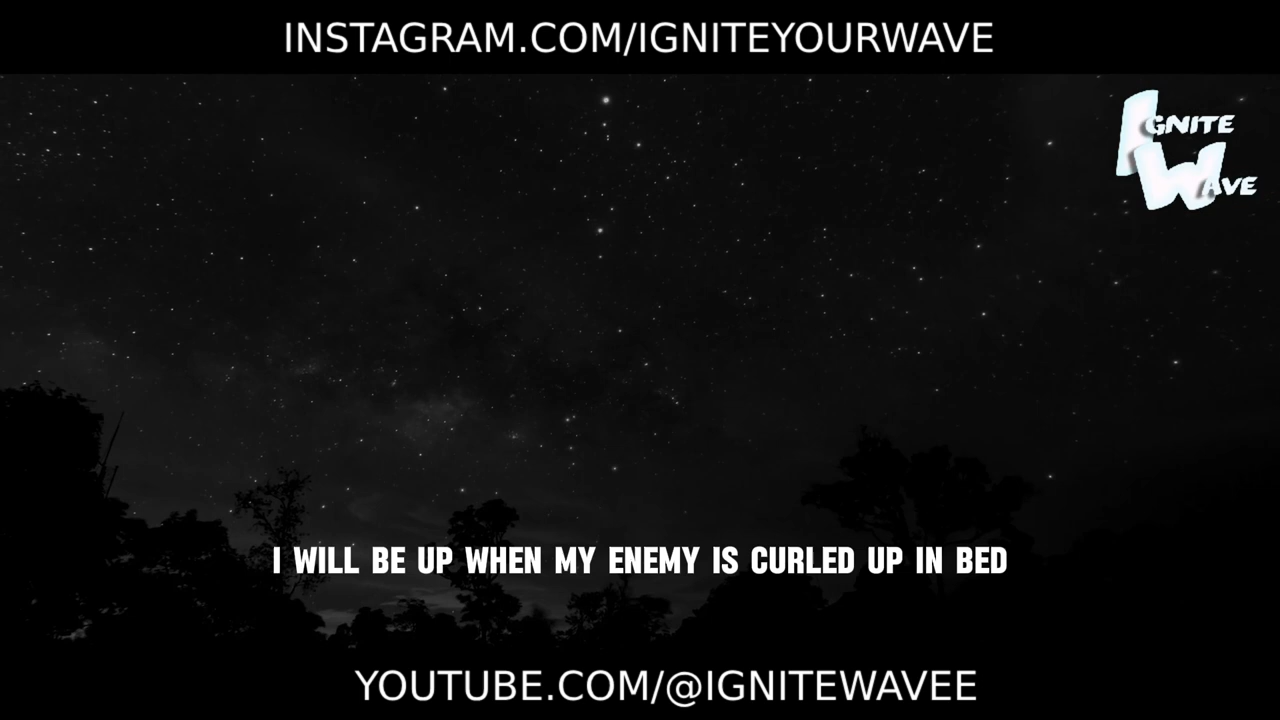 INSTAGRAM.COM/IGNITEYOURWAVE
IGNITE
WAVE
I WILL BE UP WHEN MY ENEMY IS CURLED UP IN BED
YOUTUBE.COM/@IGNITEWAVEE